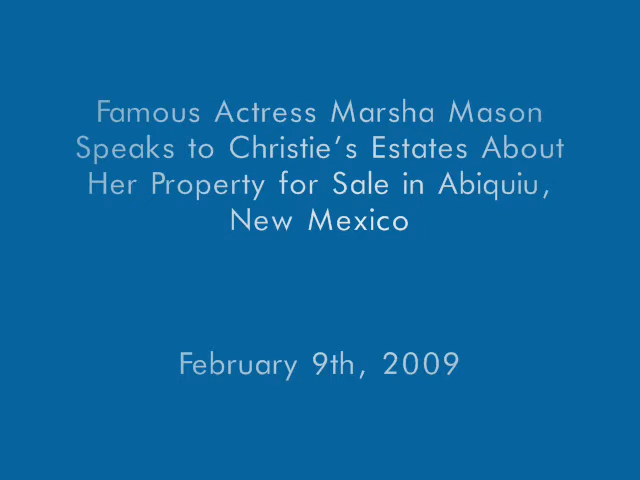 Famous Actress Marsha Mason
Speaks to Christie's Estates About
Her Property for Sale in Abiquiu,
New Mexico
February 9th, 2009